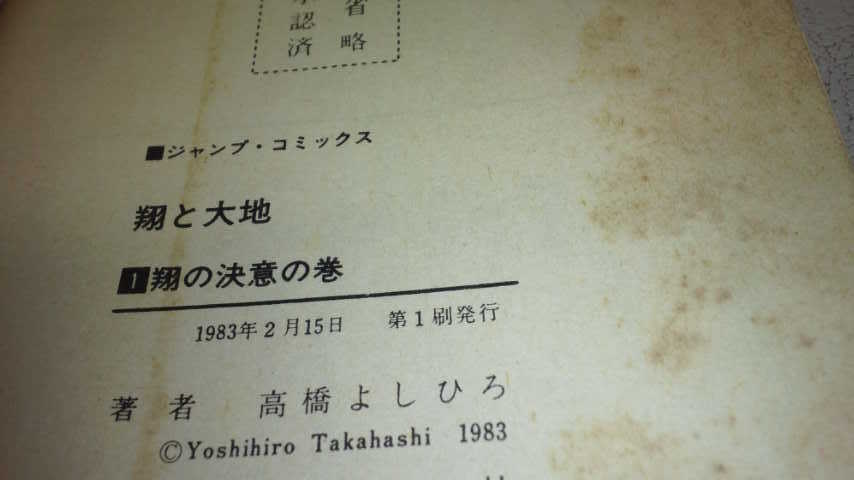 省略
承認済
■ジャンプ・コミックス
翔と大地
1翔の決意の巻
1983年2月15日　第1刷発行
著者　高橋よしひろ
©Yoshihiro Takahashi 1983